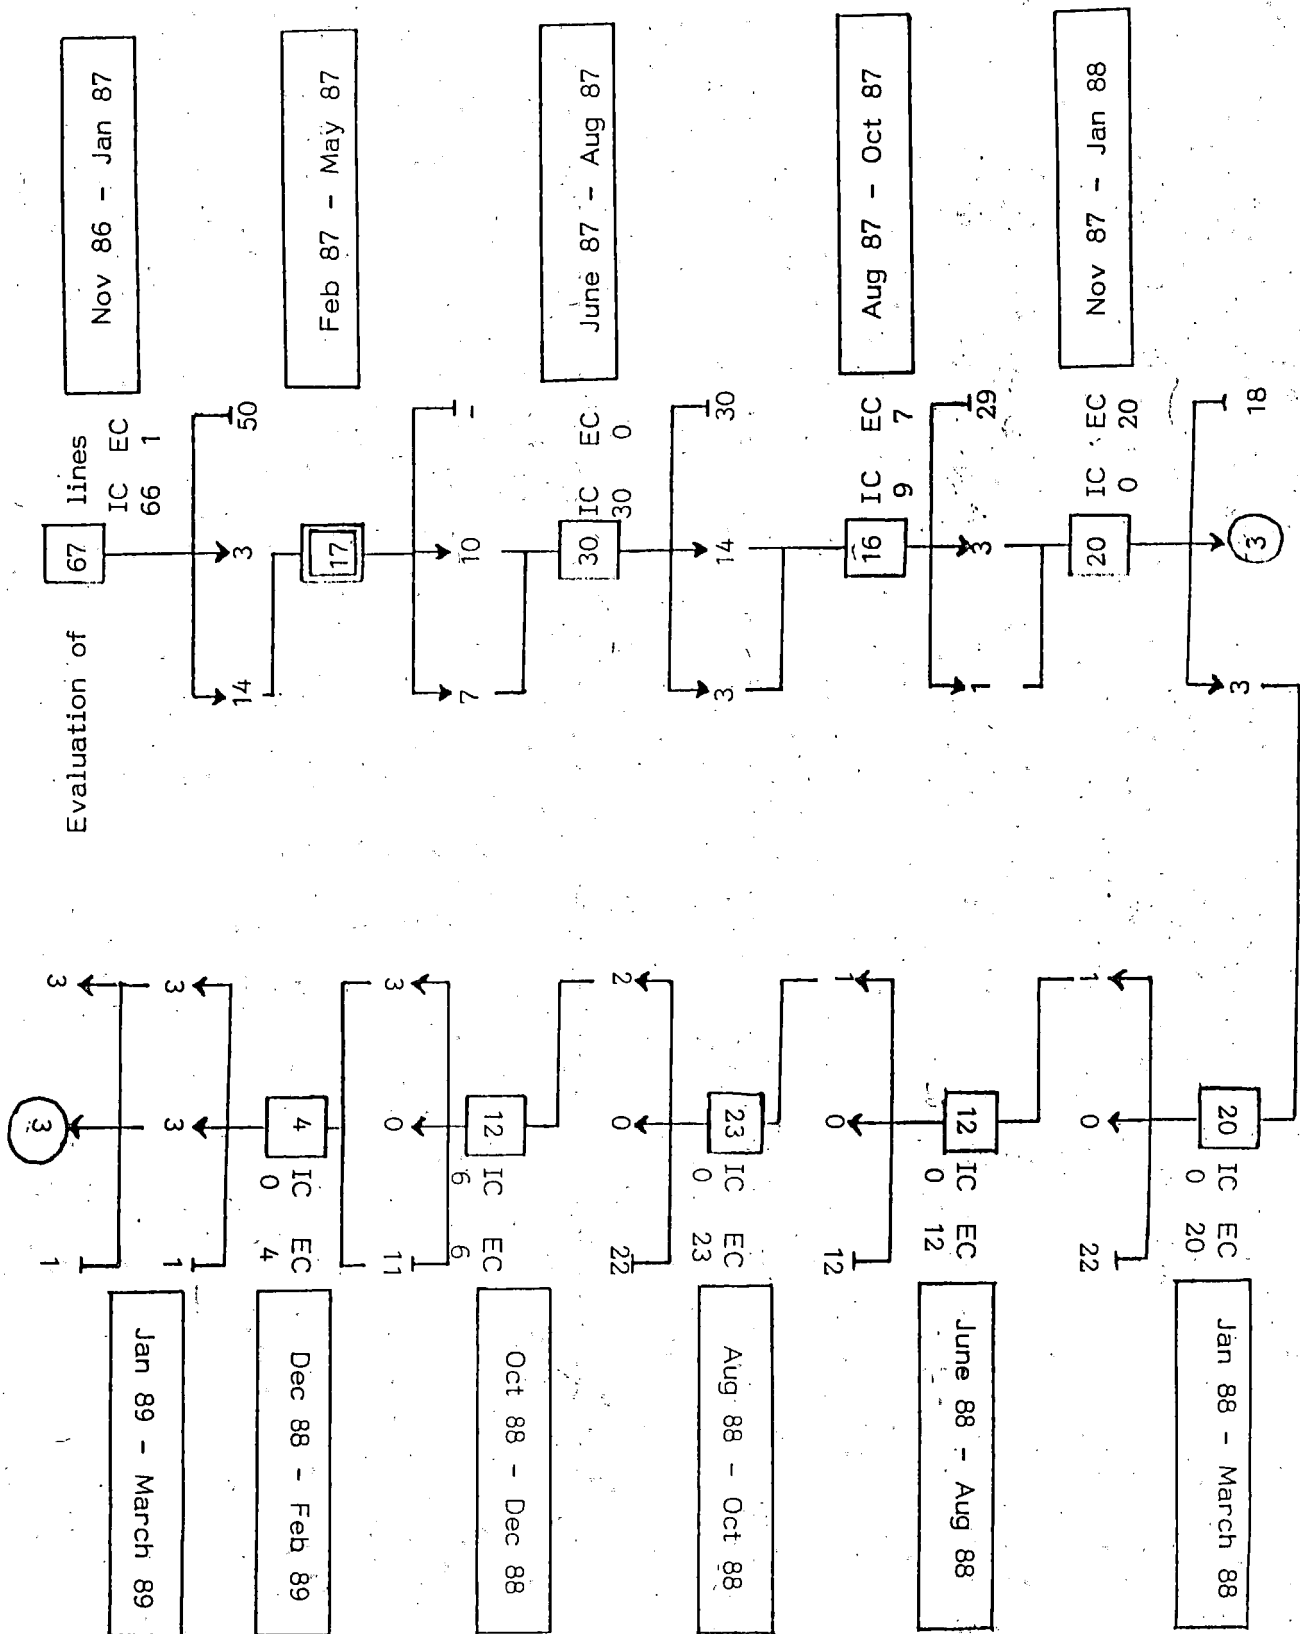 Nov 86 - Jan 87
Evaluation of 67 lines
IC EC
66 1
50
3
14
Feb 87 - May 87
17
-
10
7
June 87 - Aug 87
30
IC EC
30 0
30
14
3
Aug 87 - Oct 87
16
IC EC
9 7
29
3
1
Nov 87 - Jan 88
20
IC EC
0 20
18
3
3
Jan 88 - March 88
20
IC EC
0 20
1
0
22
June 88 - Aug 88
12
IC EC
0 12
1
0
12
Aug 88 - Oct 88
23
IC EC
0 23
2
0
22
Oct 88 - Dec 88
12
IC EC
6 6
3
0
11
Dec 88 - Feb 89
4
IC EC
0 4
3
3
1
Jan 89 - March 89
3
3
1